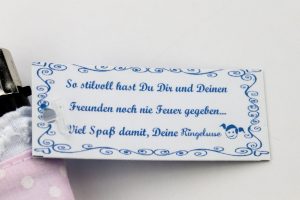 So stilvoll hast Du Dir und Deinen
Freunden noch nie Feuer gegeben...
Viel Spaß damit, Deine Ringelsuse